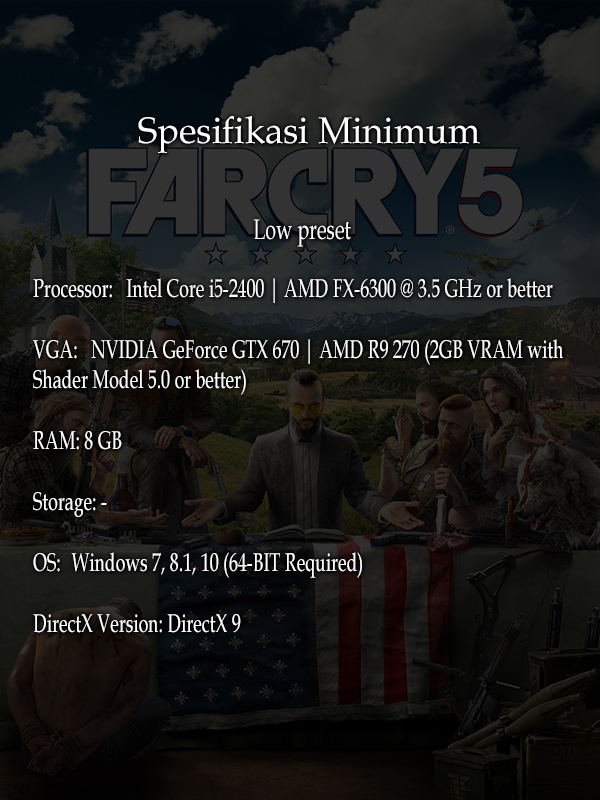 Spesifikasi Minimum
FARCRY5
®
Low preset
Processor: Intel Core i5-2400 | AMD FX-6300 @ 3.5 GHz or better
VGA: NVIDIA GeForce GTX 670 | AMD R9 270 (2GB VRAM with
Shader Model 5.0 or better)
RAM: 8 GB
Storage: -
OS: Windows 7, 8.1, 10 (64-BIT Required)
DirectX Version: DirectX 9